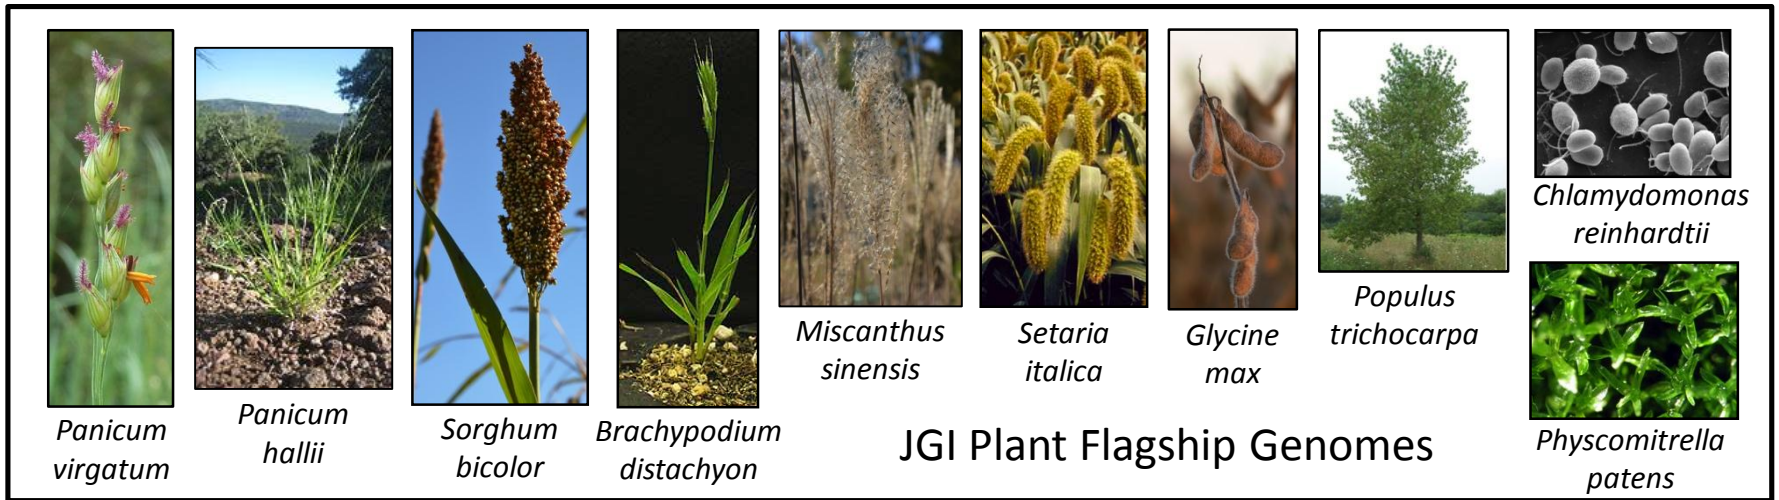 Panicum
virgatum
Panicum
hallii
Sorghum
bicolor
Brachypodium
distachyon
Miscanthus
sinensis
Setaria
italica
Glycine
max
Populus
trichocarpa
Chlamydomonas
reinhardtii
Physcomitrella
patens
JGI Plant Flagship Genomes